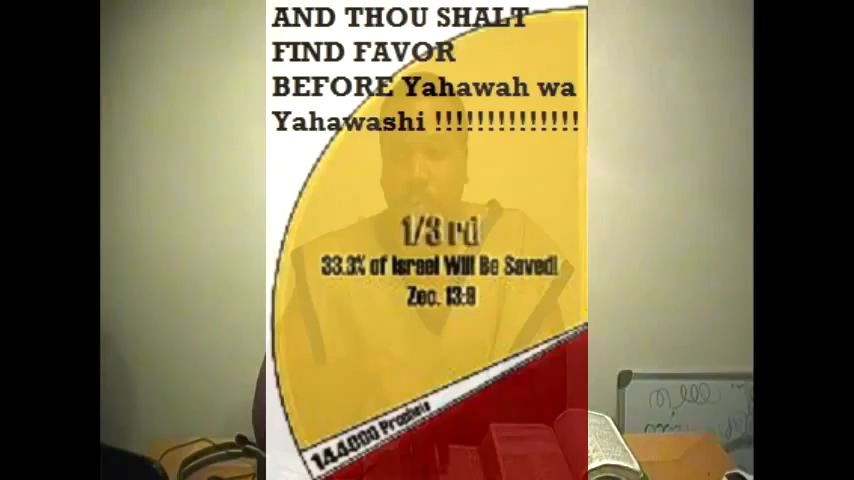 AND THOU SHALT
FIND FAVOR
BEFORE Yahawah wa
Yahawashi !!!!!!!!!!!!!!
1/3 rd
33.3% of Israel Will Be Saved!
Zec. 13:8
144000 Prophets